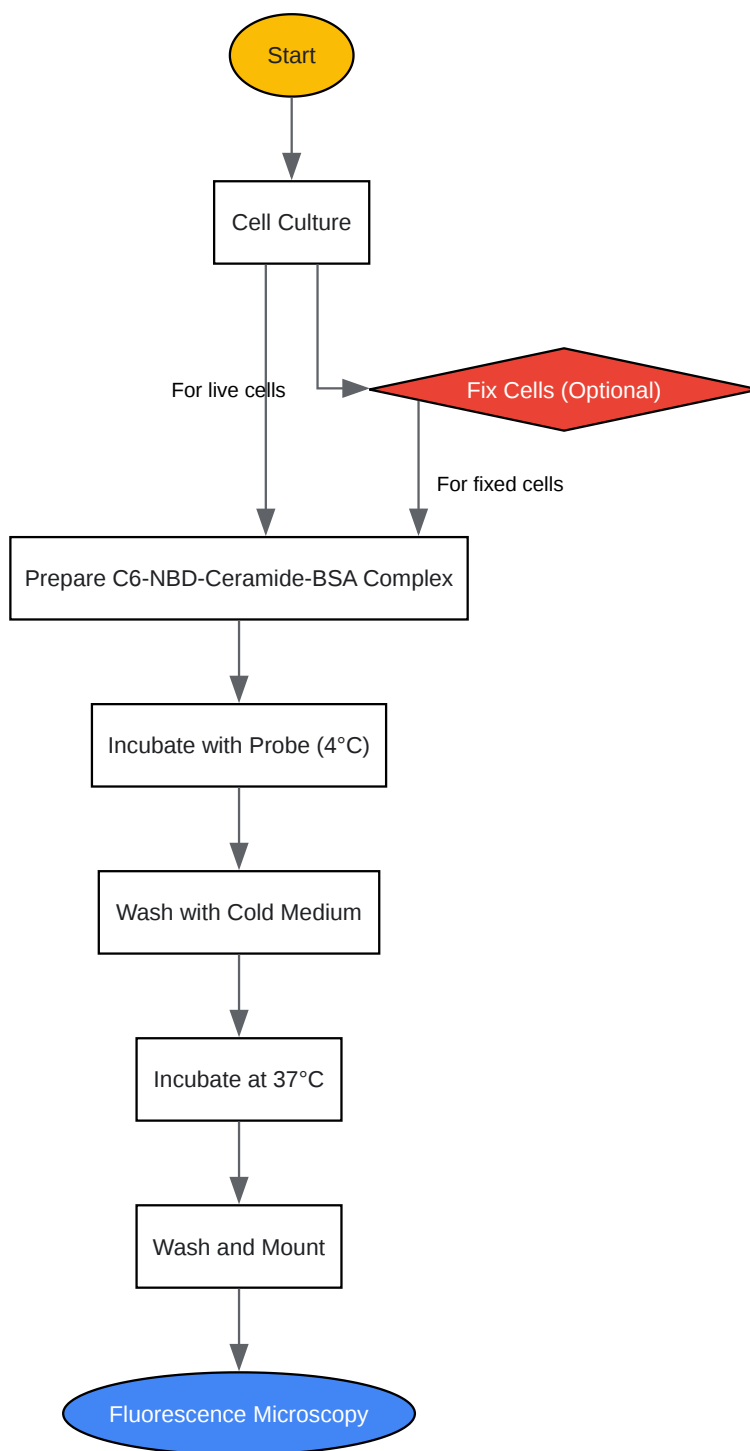 Start
Cell Culture
For live cells
Fix Cells (Optional)
For fixed cells
Prepare C6-NBD-Ceramide-BSA Complex
Incubate with Probe (4°C)
Wash with Cold Medium
Incubate at 37°C
Wash and Mount
Fluorescence Microscopy